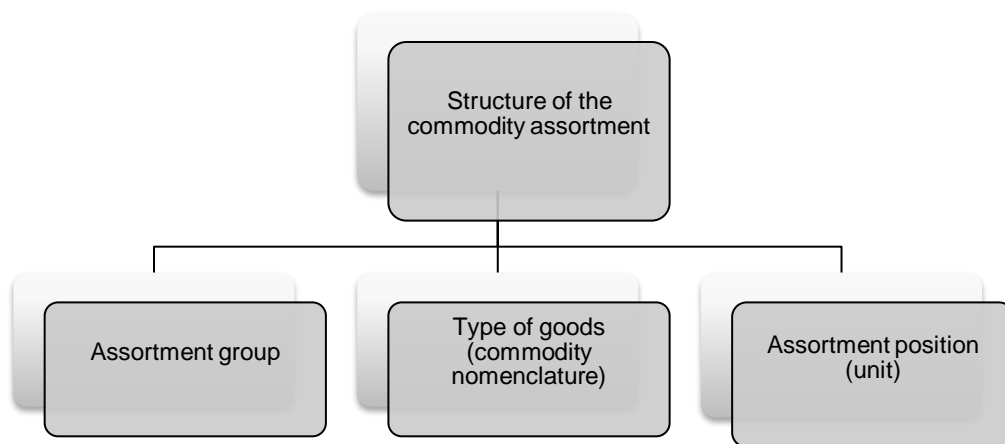 Structure of the
commodity assortment
Assortment group
Type of goods
(commodity
nomenclature)
Assortment position
(unit)